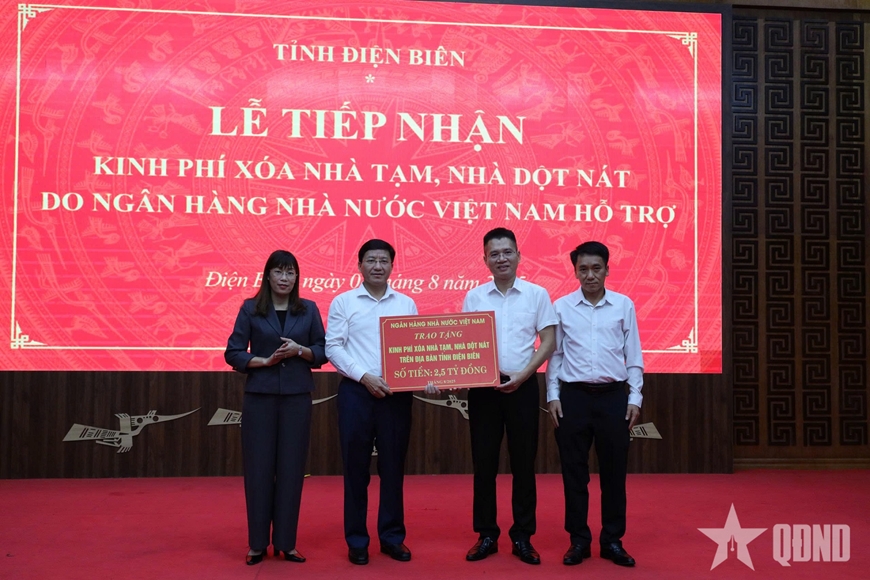 TỈNH ĐIỆN BIÊN
*
LỄ TIẾP NHẬN
KINH PHÍ XÓA NHÀ TẠM, NHÀ DỘT NÁT
DO NGÂN HÀNG NHÀ NƯỚC VIỆT NAM HỖ TRỢ
Điện ngày tháng 8 năm
NGÂN HÀNG NHÀ NƯỚC VIỆT NAM
TRAO TẶNG
KINH PHÍ XÓA NHÀ TẠM, NHÀ DỘT NÁT
TRÊN ĐỊA BÀN TỈNH ĐIỆN BIÊN
SỐ TIỀN: 2,5 TỶ ĐỒNG
QĐND